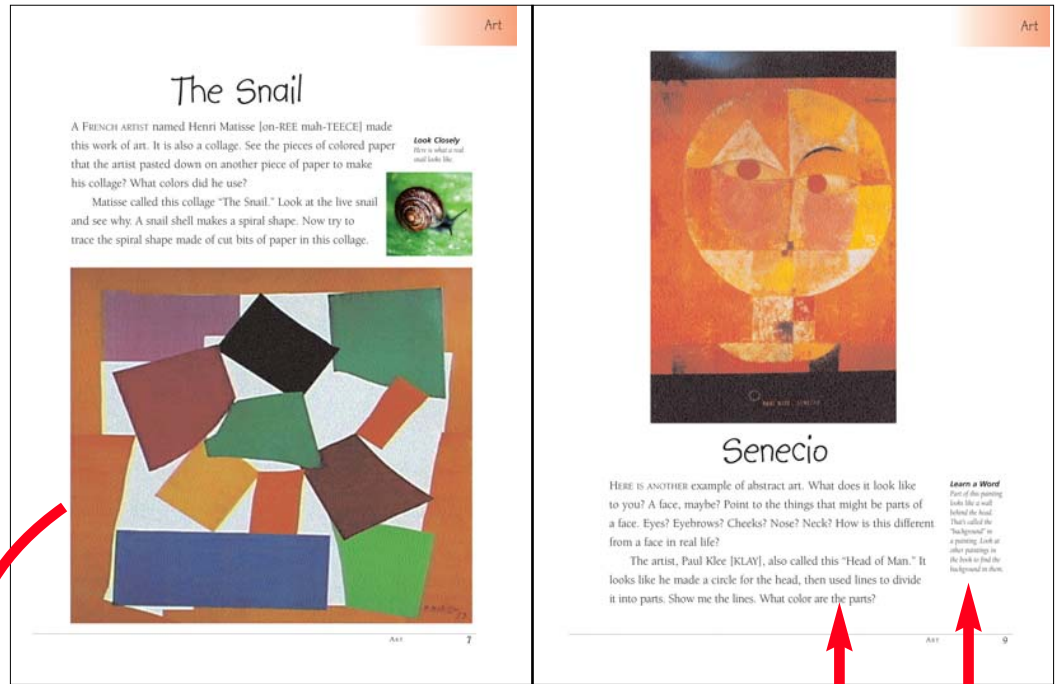 Art
The Snail
A FRENCH ARTIST named Henri Matisse [on-REE mah-TEECE] made
this work of art. It is also a collage. See the pieces of colored paper
that the artist pasted down on another piece of paper to make
his collage? What colors did he use?
Matisse called this collage “The Snail.” Look at the live snail
and see why. A snail shell makes a spiral shape. Now try to
trace the spiral shape made of cut bits of paper in this collage.
Look Closely
Here is what a real
snail looks like.
ART 7
Art
PAUL KLEE. SENECIO
Senecio
HERE IS ANOTHER example of abstract art. What does it look like
to you? A face, maybe? Point to the things that might be parts of
a face. Eyes? Eyebrows? Cheeks? Nose? Neck? How is this different
from a face in real life?
The artist, Paul Klee [KLAY], also called this “Head of Man.” It
looks like he made a circle for the head, then used lines to divide
it into parts. Show me the lines. What color are the parts?
Learn a Word
Part of this painting
looks like a wall
behind the head.
That's called the
“background” in
a painting. Look at
other paintings in
the book to find the
background in them.
ART 9